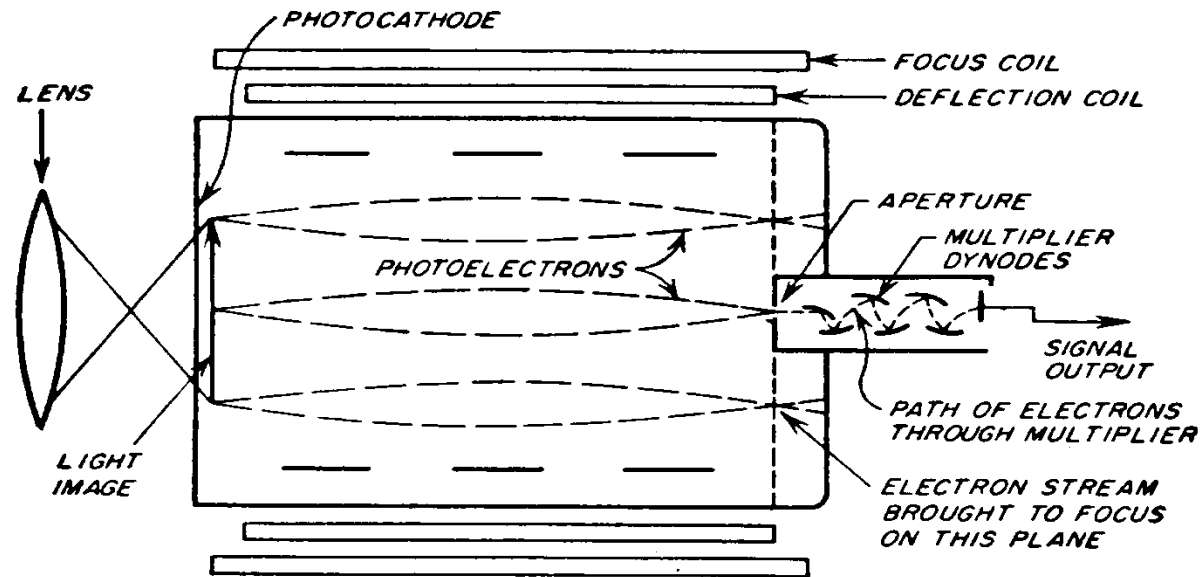 PHOTOCATHODE
FOCUS COIL
DEFLECTION COIL
LENS
APERTURE
MULTIPLIER
DYNODES
PHOTOELECTRONS
SIGNAL
OUTPUT
PATH OF ELECTRONS
THROUGH MULTIPLIER
LIGHT
IMAGE
ELECTRON STREAM
BROUGHT TO FOCUS
ON THIS PLANE